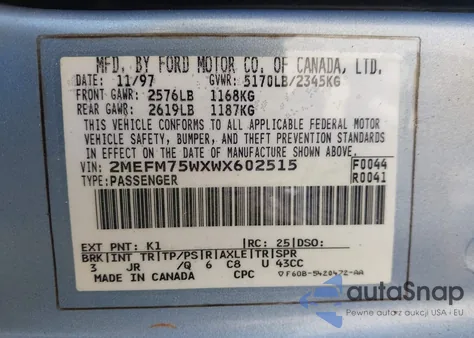 MFD. BY FORD MOTOR CO. OF CANADA, LTD.
DATE: 11/97 GVWR: 5170LB/2345KG
FRONT GAWR: 2576LB 1168KG
REAR GAWR: 2619LB 1187KG
THIS VEHICLE CONFORMS TO ALL APPLICABLE FEDERAL MOTOR
VEHICLE SAFETY, BUMPER, AND THEFT PREVENTION STANDARDS
IN EFFECT ON THE DATE OF MANUFACTURE SHOWN ABOVE.
VIN: 2MEFM75WXWX602515 F0044
TYPE: PASSENGER R0041
EXT PNT: K1 RC: 25 DSO:
BRK INT TR TP/PS R AXLE TR SPR
3 JR /Q 6 C8 U 43CC
MADE IN CANADA CPC F6DB-5420472-AA
autoSnap
Pewne auto z aukcji USA i EU